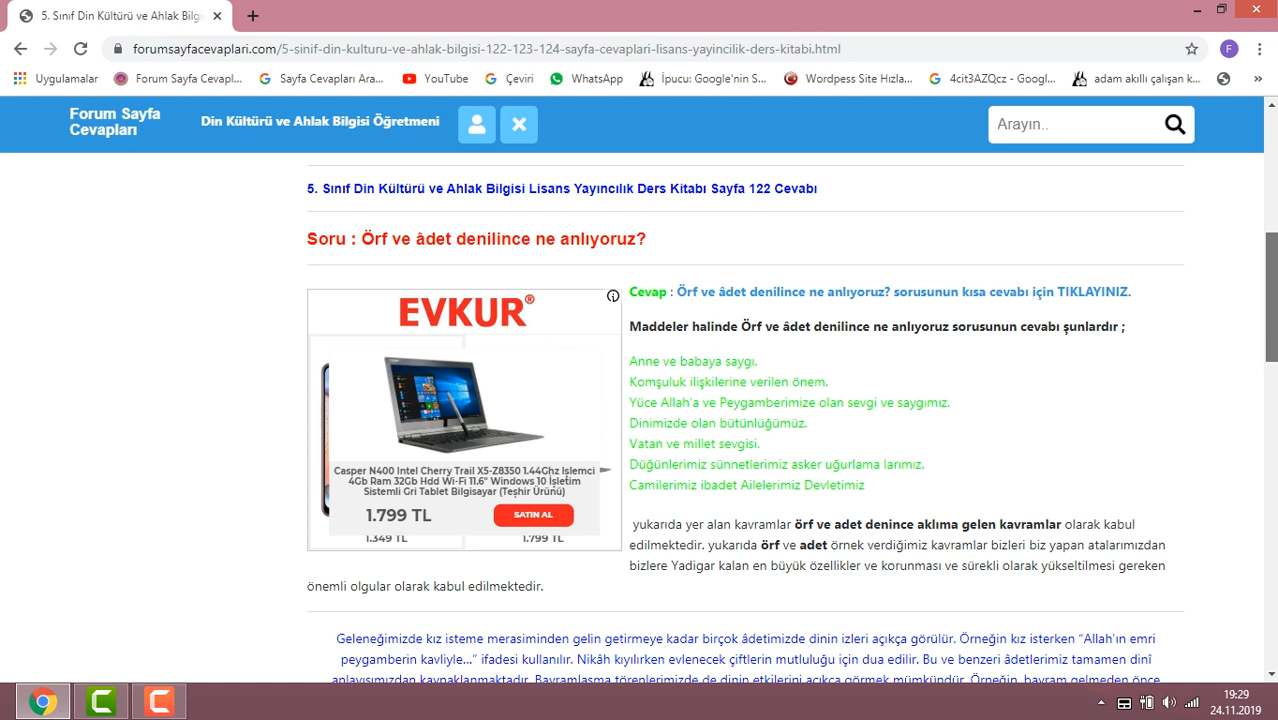 5. Sınıf Din Kültürü ve Ahlak Bilgi
forumsayfacevaplari.com/5-sinif-din-kulturu-ve-ahlak-bilgisi-122-123-124-sayfa-cevaplari-lisans-yayincilik-ders-kitabi.html
F
Uygulamalar
Forum Sayfa Cevapl...
Sayfa Cevapları Ara...
YouTube
Çeviri
WhatsApp
İpucu: Google'nin S...
Wordpess Site Hızla...
4cit3AZQcz - Googl...
adam akıllı çalışan k...
»
Forum Sayfa
Cevapları
Din Kültürü ve Ahlak Bilgisi Öğretmeni
Arayın..
5. Sınıf Din Kültürü ve Ahlak Bilgisi Lisans Yayıncılık Ders Kitabı Sayfa 122 Cevabı
Soru : Örf ve âdet denilince ne anlıyoruz?
EVKUR®
Casper N400 Intel Cherry Trail X5-Z8350 1.44Ghz İşlemci
4Gb Ram 32Gb Hdd Wi-Fi 11.6" Windows 10 İşletim
Sistemli Gri Tablet Bilgisayar (Teşhir Ürünü)
1.799 TL
SATIN AL
1.349 TL
1.799 TL
Cevap : Örf ve âdet denilince ne anlıyoruz? sorusunun kısa cevabı için TIKLAYINIZ.
Maddeler halinde Örf ve âdet denilince ne anlıyoruz sorusunun cevabı şunlardır ;
Anne ve babaya saygı.
Komşuluk ilişkilerine verilen önem.
Yüce Allah'a ve Peygamberimize olan sevgi ve saygımız.
Dinimizde olan bütünlüğümüz.
Vatan ve millet sevgisi.
Düğünlerimiz sünnetlerimiz asker uğurlama larımız.
Camilerimiz ibadet Ailelerimiz Devletimiz
yukarıda yer alan kavramlar örf ve adet denince aklıma gelen kavramlar olarak kabul
edilmektedir. yukarıda örf ve adet örnek verdiğimiz kavramlar bizleri biz yapan atalarımızdan
bizlere Yadigar kalan en büyük özellikler ve korunması ve sürekli olarak yükseltilmesi gereken
önemli olgular olarak kabul edilmektedir.
Geleneğimizde kız isteme merasiminden gelin getirmeye kadar birçok âdetimizde dinin izleri açıkça görülür. Örneğin kız isterken “Allah'ın emri
peygamberin kavliyle...” ifadesi kullanılır. Nikâh kıyılırken evlenecek çiftlerin mutluluğu için dua edilir. Bu ve benzeri âdetlerimiz tamamen dinî
anlayışımızdan kaynaklanmaktadır. Bayramlaşma törenlerimizde de dinin etkilerini açıkça görmek mümkündür. Örneğin, bayram gelmeden önce
19:29
24.11.2019